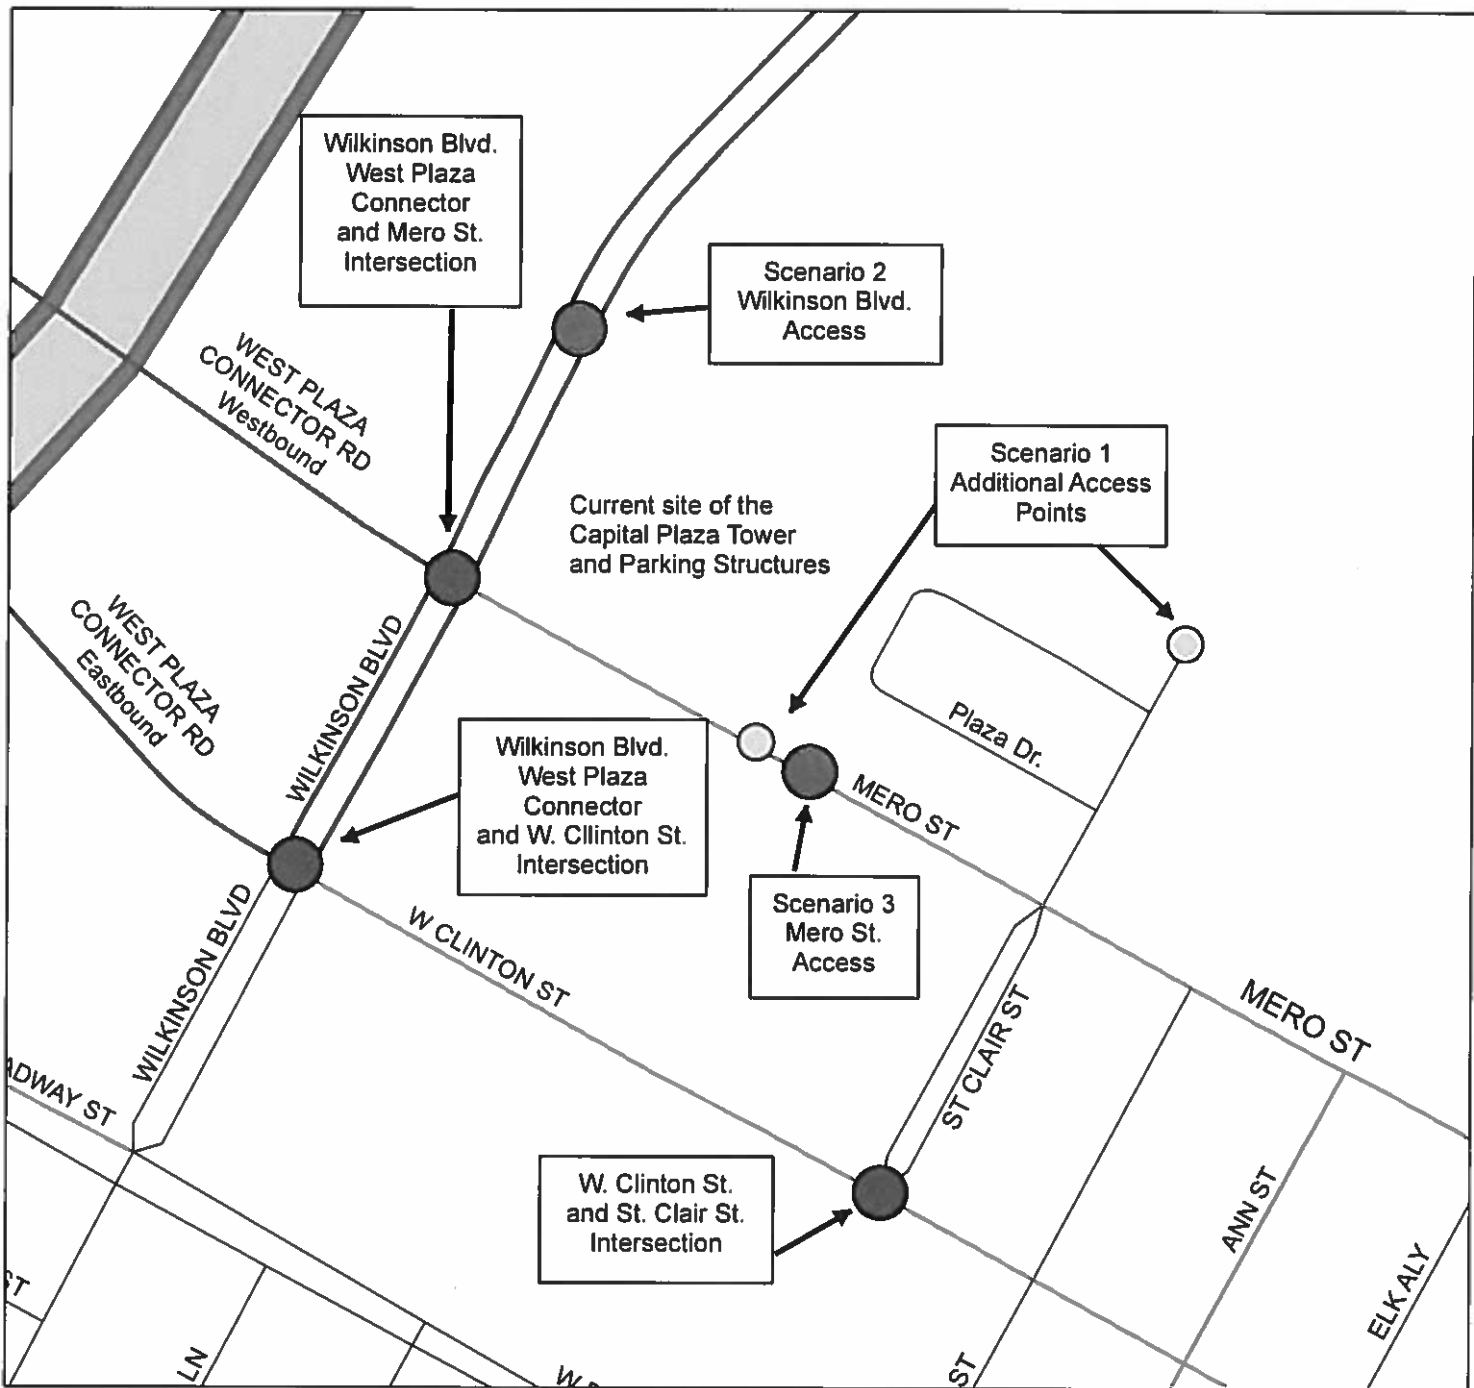 Wilkinson Blvd.
West Plaza
Connector
and Mero St.
Intersection
Scenario 2
Wilkinson Blvd.
Access
WEST PLAZA
CONNECTOR RD
Westbound
Scenario 1
Additional Access
Points
Current site of the
Capital Plaza Tower
and Parking Structures
WEST PLAZA
CONNECTOR RD
Eastbound
WILKINSON BLVD
Plaza Dr.
Wilkinson Blvd.
West Plaza
Connector
and W. Cllinton St.
Intersection
MERO ST
Scenario 3
Mero St.
Access
WILKINSON BLVD
W CLINTON ST
ST CLAIR ST
MERO ST
ADWAY ST
W. Clinton St.
and St. Clair St.
Intersection
ANN ST
ELK ALY
ST
LN
ST